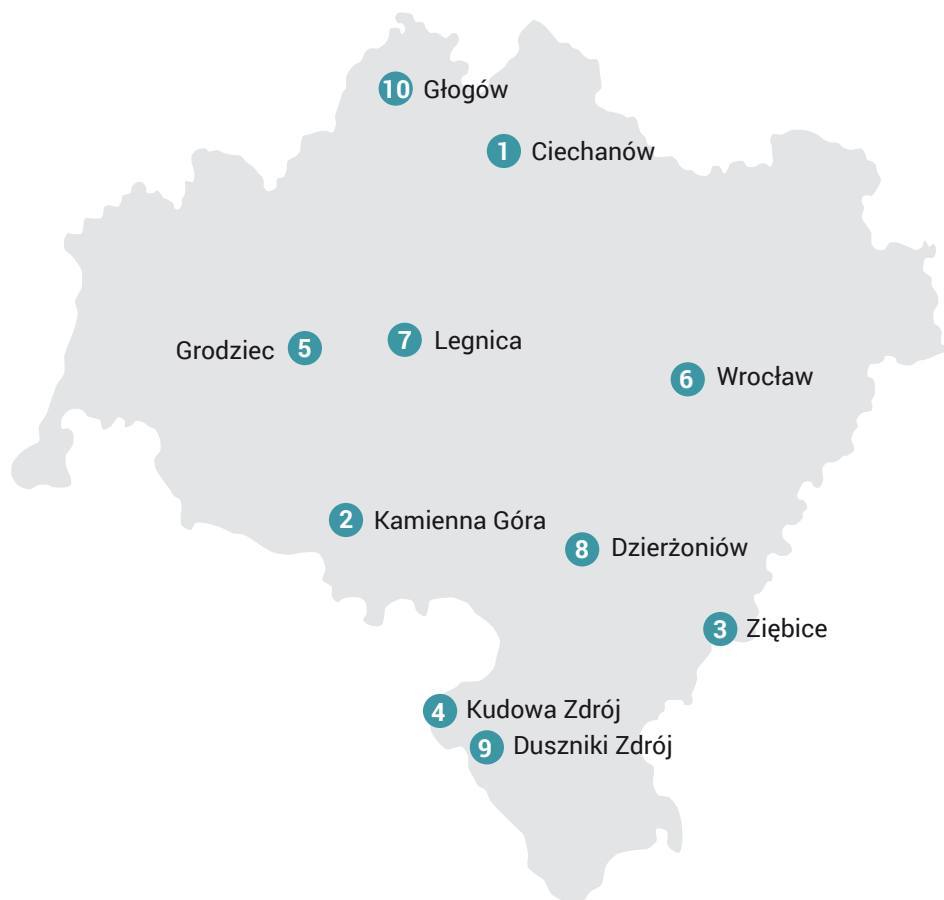 10 Głogów
1 Ciechanów
Grodziec 5
7 Legnica
6 Wrocław
2 Kamienna Góra
8 Dzierżoniów
3 Ziębice
4 Kudowa Zdrój
9 Duszniki Zdrój